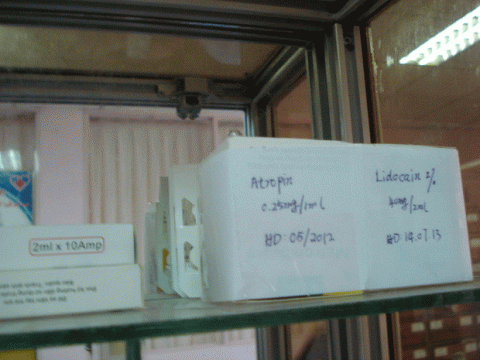 Atropin
0.25mg/1ml
HD: 05/2012
Lidocain 2%
40mg/2ml
HD: 14.07.13
2ml x 10Amp